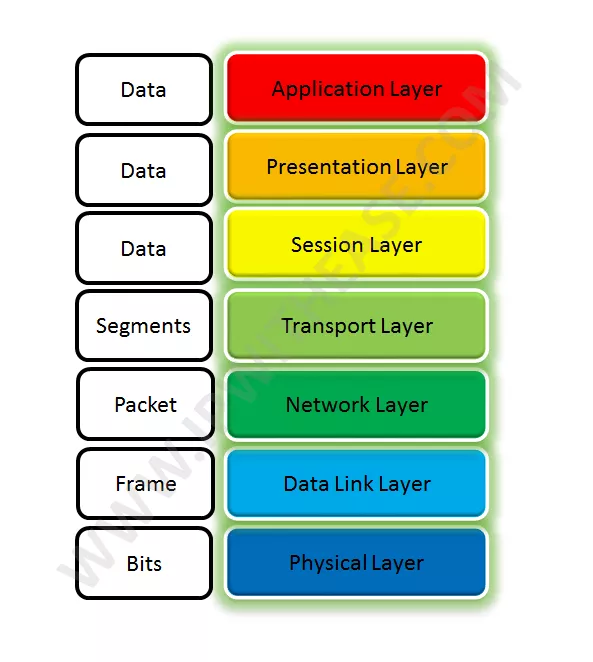 Data
Application Layer
Data
Presentation Layer
Data
Session Layer
Segments
Transport Layer
Packet
Network Layer
Frame
Data Link Layer
Bits
Physical Layer
WWW.IPWITHEASE.COM